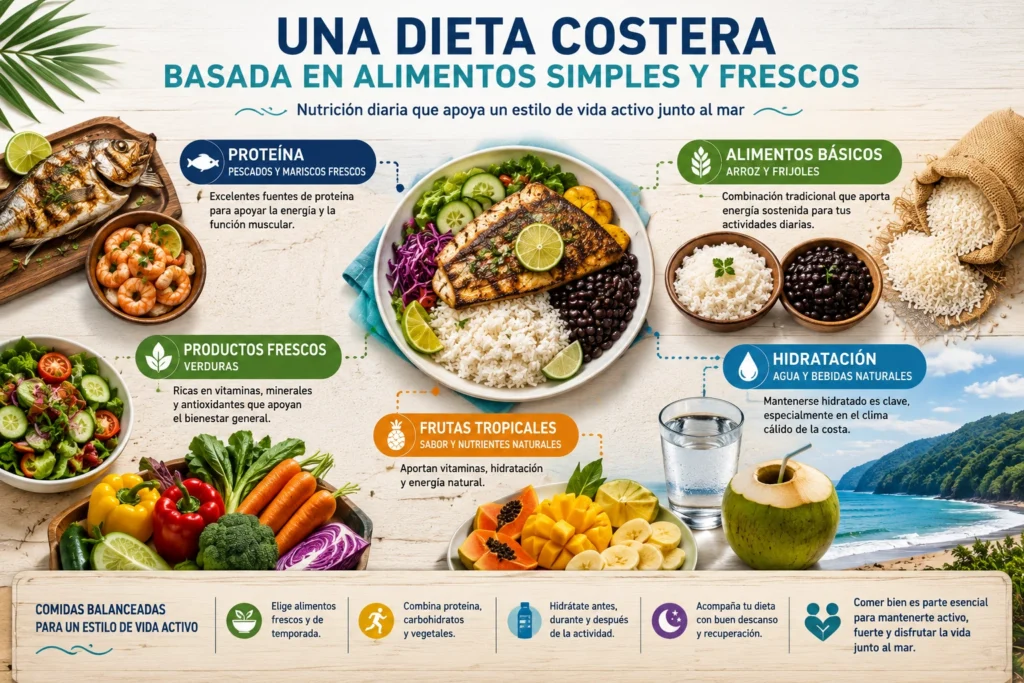 UNA DIETA COSTERA
BASADA EN ALIMENTOS SIMPLES Y FRESCOS
Nutrición diaria que apoya un estilo de vida activo junto al mar
PROTEÍNA
PESCADOS Y MARISCOS FRESCOS
Excelentes fuentes de proteína
para apoyar la energía y la
función muscular.
ALIMENTOS BÁSICOS
ARROZ Y FRIJOLES
Combinación tradicional que aporta
energía sostenida para tus
actividades diarias.
PRODUCTOS FRESCOS
VERDURAS
Ricas en vitaminas, minerales
y antioxidantes que apoyan
el bienestar general.
HIDRATACIÓN
AGUA Y BEBIDAS NATURALES
Mantenerse hidratado es clave,
especialmente en el clima
cálido de la costa.
FRUTAS TROPICALES
SABOR Y NUTRIENTES NATURALES
Aportan vitaminas, hidratación
y energía natural.
COMIDAS BALANCEADAS
PARA UN ESTILO DE VIDA ACTIVO
Elige alimentos
frescos y de
temporada.
Combina proteína,
carbohidratos
y vegetales.
Hidrátate antes,
durante y después
de la actividad.
Acompaña tu dieta
con buen descanso
y recuperación.
Comer bien es parte esencial
para mantenerte activo,
fuerte y disfrutar la vida
junto al mar.